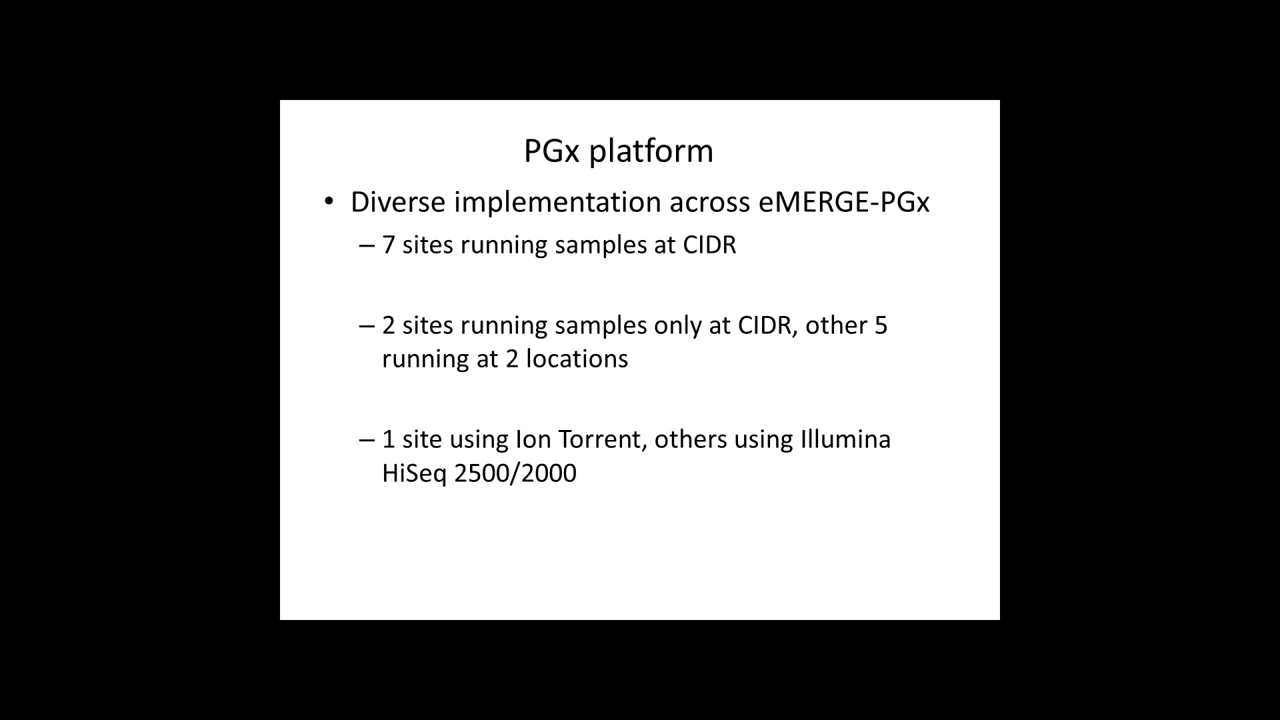 PGx platform
• Diverse implementation across eMERGE-PGx
– 7 sites running samples at CIDR
– 2 sites running samples only at CIDR, other 5
running at 2 locations
– 1 site using Ion Torrent, others using Illumina
HiSeq 2500/2000